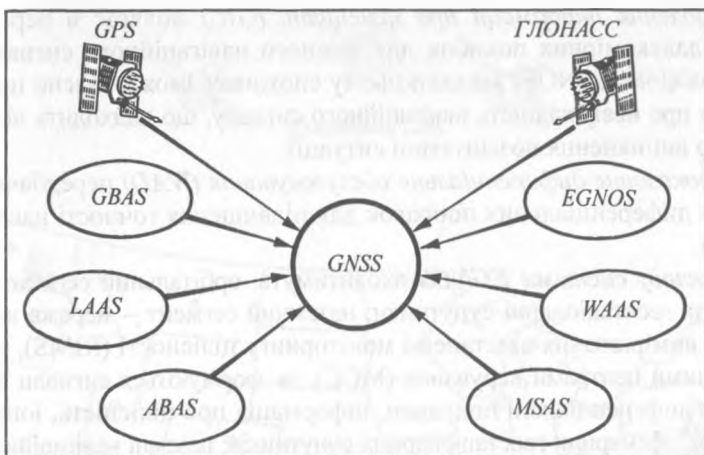 GPS ГЛОНАСС
GBAS EGNOS
GNSS
LAAS WAAS
ABAS MSAS